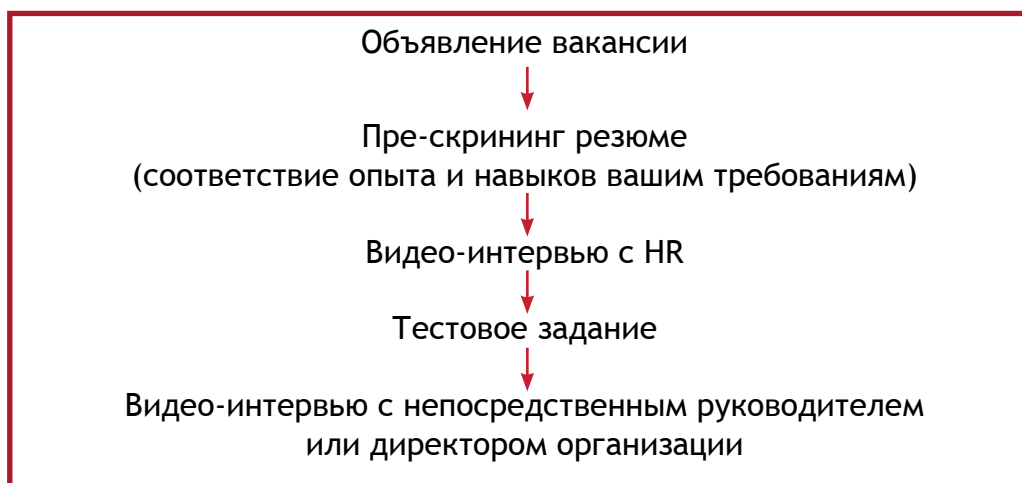 Объявление вакансии
Пре-скрининг резюме
(соответствие опыта и навыков вашим требованиям)
Видео-интервью с HR
Тестовое задание
Видео-интервью с непосредственным руководителем
или директором организации